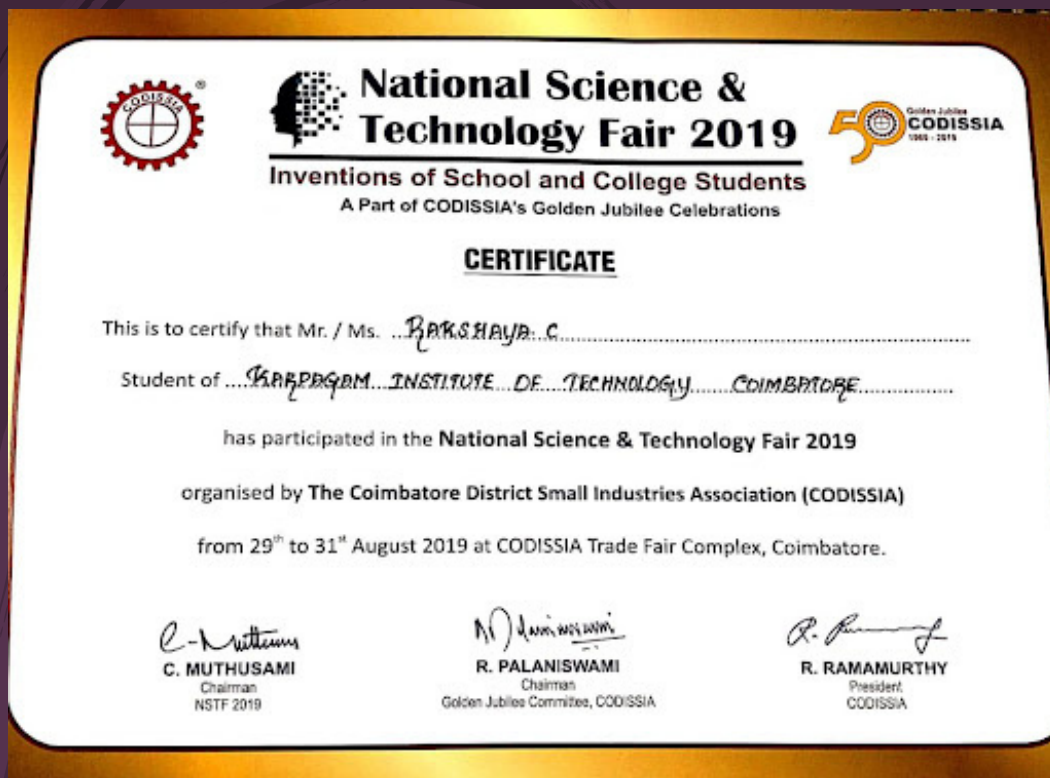 CODISSIA
®
National Science &
Technology Fair 2019
50
Golden Jubilee
CODISSIA
1969 - 2019
Inventions of School and College Students
A Part of CODISSIA's Golden Jubilee Celebrations
CERTIFICATE
This is to certify that Mr. / Ms. RAKSHAYA. C
Student of KARPAGAM INSTITUTE OF TECHNOLOGY COIMBATORE
has participated in the National Science & Technology Fair 2019
organised by The Coimbatore District Small Industries Association (CODISSIA)
from 29th to 31st August 2019 at CODISSIA Trade Fair Complex, Coimbatore.
C. MUTHUSAMI
Chairman
NSTF 2019
R. PALANISWAMI
Chairman
Golden Jubilee Committee, CODISSIA
R. RAMAMURTHY
President
CODISSIA